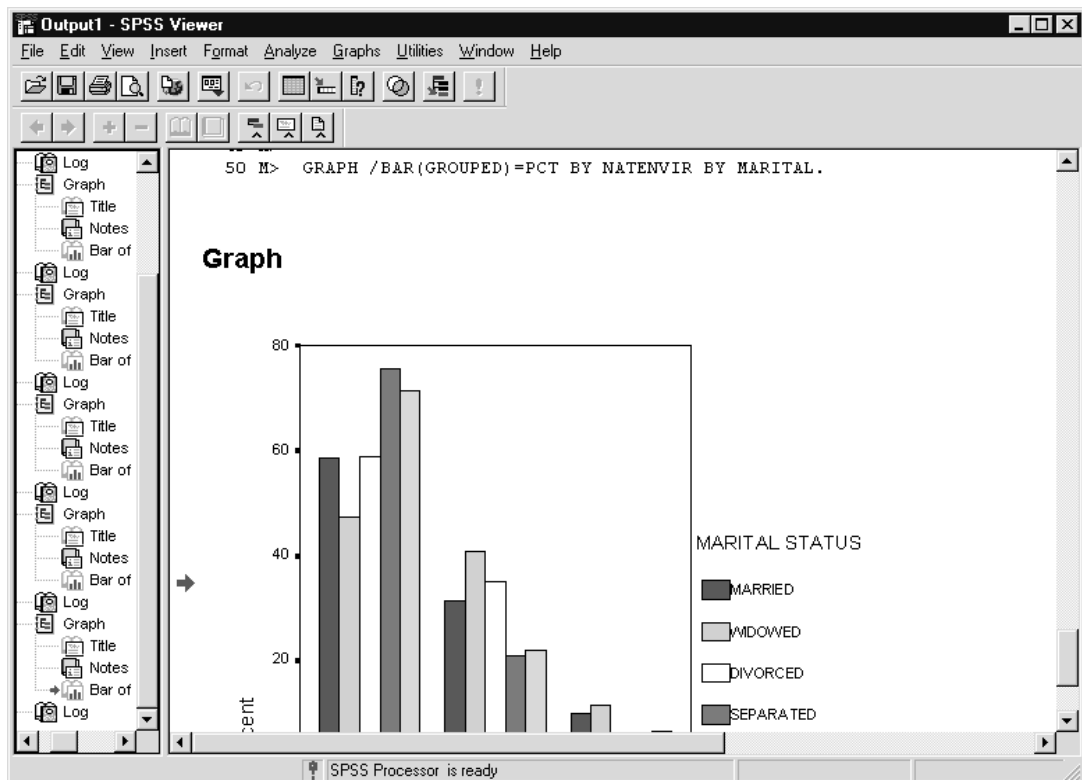 Output1 - SPSS Viewer
File Edit View Insert Format Analyze Graphs Utilities Window Help
Log
Graph
Title
Notes
Bar of
Log
Graph
Title
Notes
Bar of
Log
Graph
Title
Notes
Bar of
Log
Graph
Title
Notes
Bar of
Log
Graph
Title
Notes
Bar of
Log
50 M> GRAPH /BAR(GROUPED)=PCT BY NATENVIR BY MARITAL.
Graph
80
60
40
20
cent
MARITAL STATUS
MARRIED
WIDOWED
DIVORCED
SEPARATED
SPSS Processor is ready